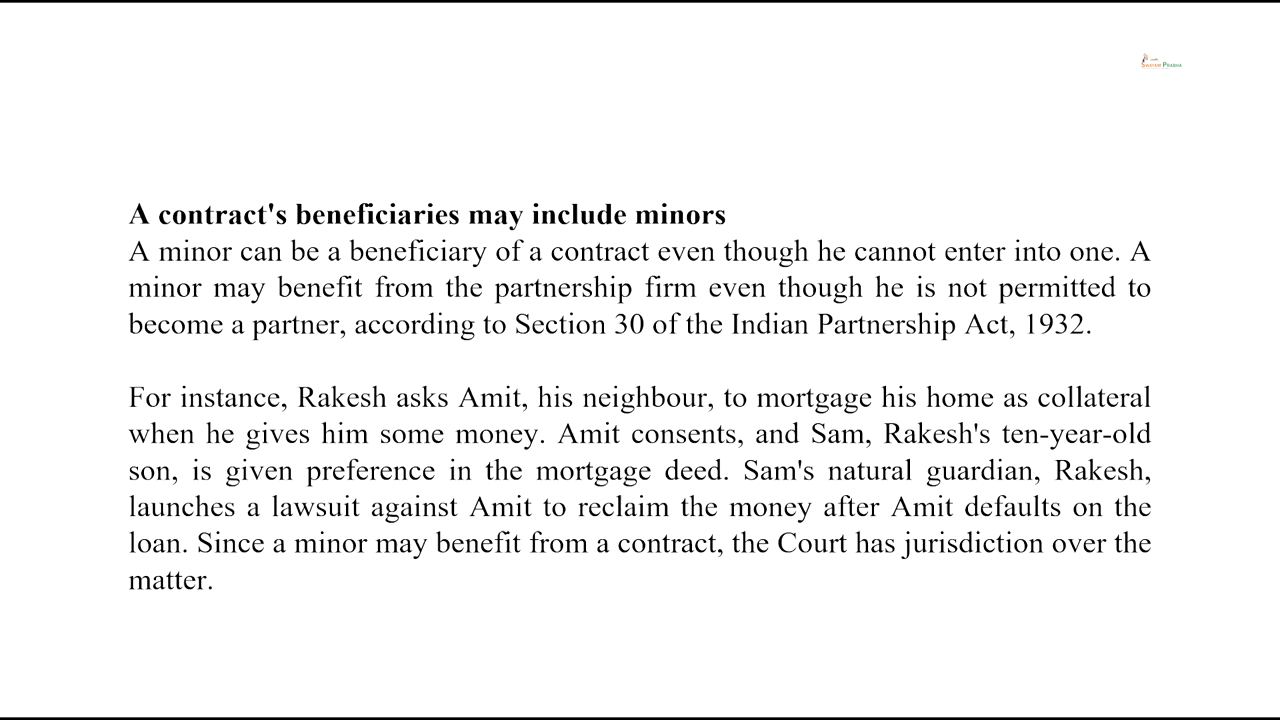 SWAYAM PRABHA
A contract's beneficiaries may include minors
A minor can be a beneficiary of a contract even though he cannot enter into one. A
minor may benefit from the partnership firm even though he is not permitted to
become a partner, according to Section 30 of the Indian Partnership Act, 1932.
For instance, Rakesh asks Amit, his neighbour, to mortgage his home as collateral
when he gives him some money. Amit consents, and Sam, Rakesh's ten-year-old
son, is given preference in the mortgage deed. Sam's natural guardian, Rakesh,
launches a lawsuit against Amit to reclaim the money after Amit defaults on the
loan. Since a minor may benefit from a contract, the Court has jurisdiction over the
matter.